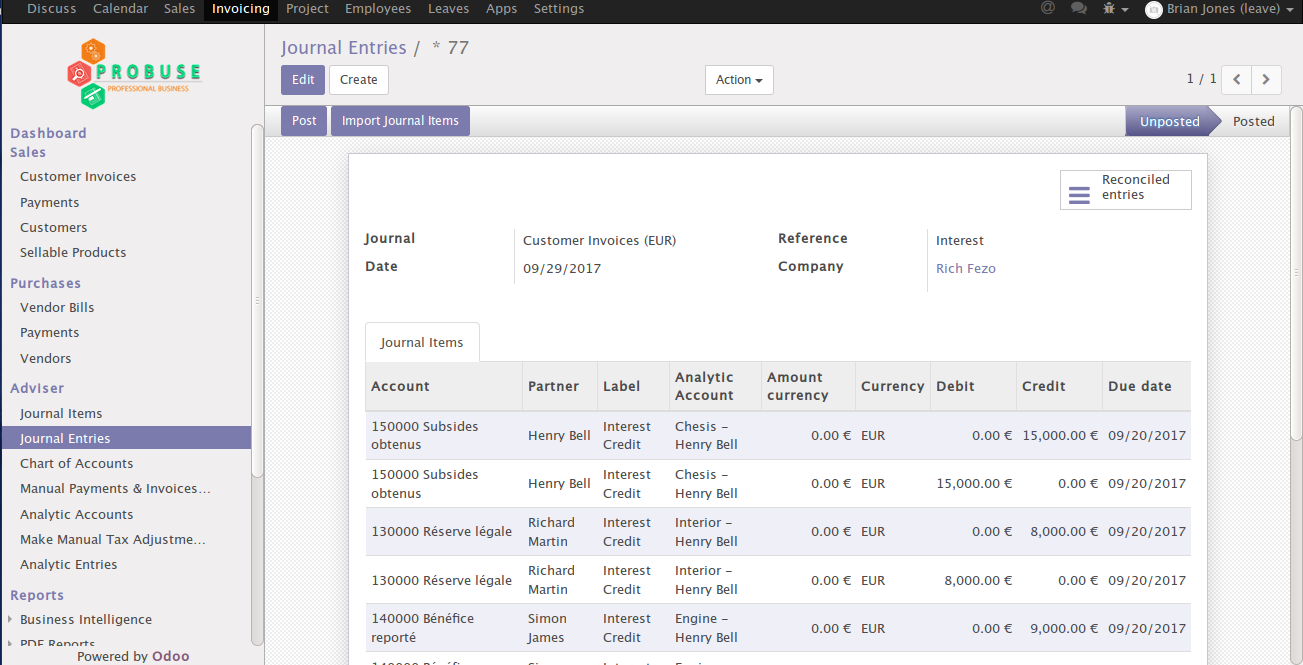 Discuss Calendar Sales Invoicing Project Employees Leaves Apps Settings @ Brian Jones (leave)
PROBUSE
PROFESSIONAL BUSINESS
Dashboard
Sales
Customer Invoices
Payments
Customers
Sellable Products
Purchases
Vendor Bills
Payments
Vendors
Adviser
Journal Items
Journal Entries
Chart of Accounts
Manual Payments & Invoices...
Analytic Accounts
Make Manual Tax Adjustme...
Analytic Entries
Reports
Business Intelligence
PDF Reports
Powered by Odoo
Journal Entries / * 77
Edit Create Action 1 / 1
Post Import Journal Items Unposted Posted
Reconciled
entries
Journal Customer Invoices (EUR) Reference Interest
Date 09/29/2017 Company Rich Fezo
Journal Items
Account Partner Label Analytic Account Amount currency Currency Debit Credit Due date
150000 Subsides obtenus Henry Bell Interest Credit Chesis – Henry Bell 0.00 € EUR 0.00 € 15,000.00 € 09/20/2017
150000 Subsides obtenus Henry Bell Interest Credit Chesis – Henry Bell 0.00 € EUR 15,000.00 € 0.00 € 09/20/2017
130000 Réserve légale Richard Martin Interest Credit Interior – Henry Bell 0.00 € EUR 0.00 € 8,000.00 € 09/20/2017
130000 Réserve légale Richard Martin Interest Credit Interior – Henry Bell 0.00 € EUR 8,000.00 € 0.00 € 09/20/2017
140000 Bénéfice reporté Simon James Interest Credit Engine – Henry Bell 0.00 € EUR 0.00 € 9,000.00 € 09/20/2017